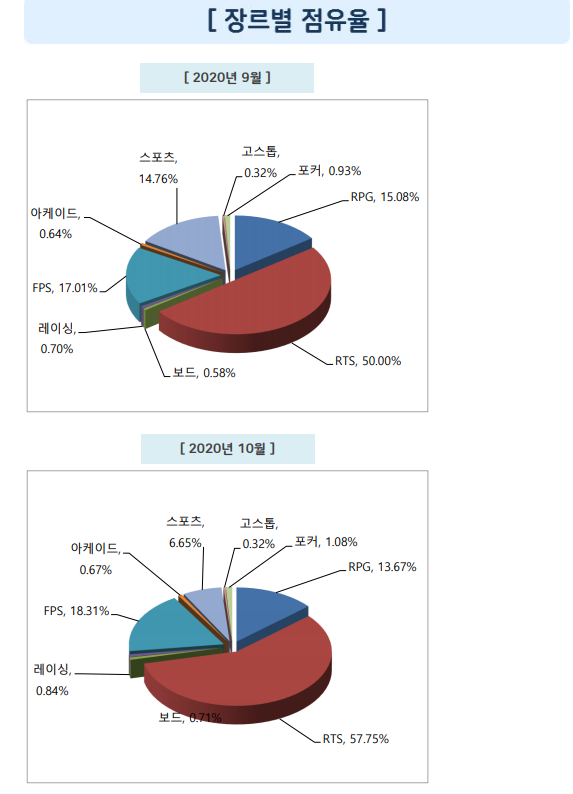 [ 장르별 점유율 ]
[ 2020년 9월 ]
스포츠,
14.76%
고스톱,
0.32%
포커, 0.93%
RPG, 15.08%
아케이드,
0.64%
FPS, 17.01%
레이싱,
0.70%
보드, 0.58%
RTS, 50.00%
[ 2020년 10월 ]
스포츠,
6.65%
고스톱,
0.32%
포커, 1.08%
아케이드,
0.67%
RPG, 13.67%
FPS, 18.31%
레이싱,
0.84%
보드, 0.71%
RTS, 57.75%